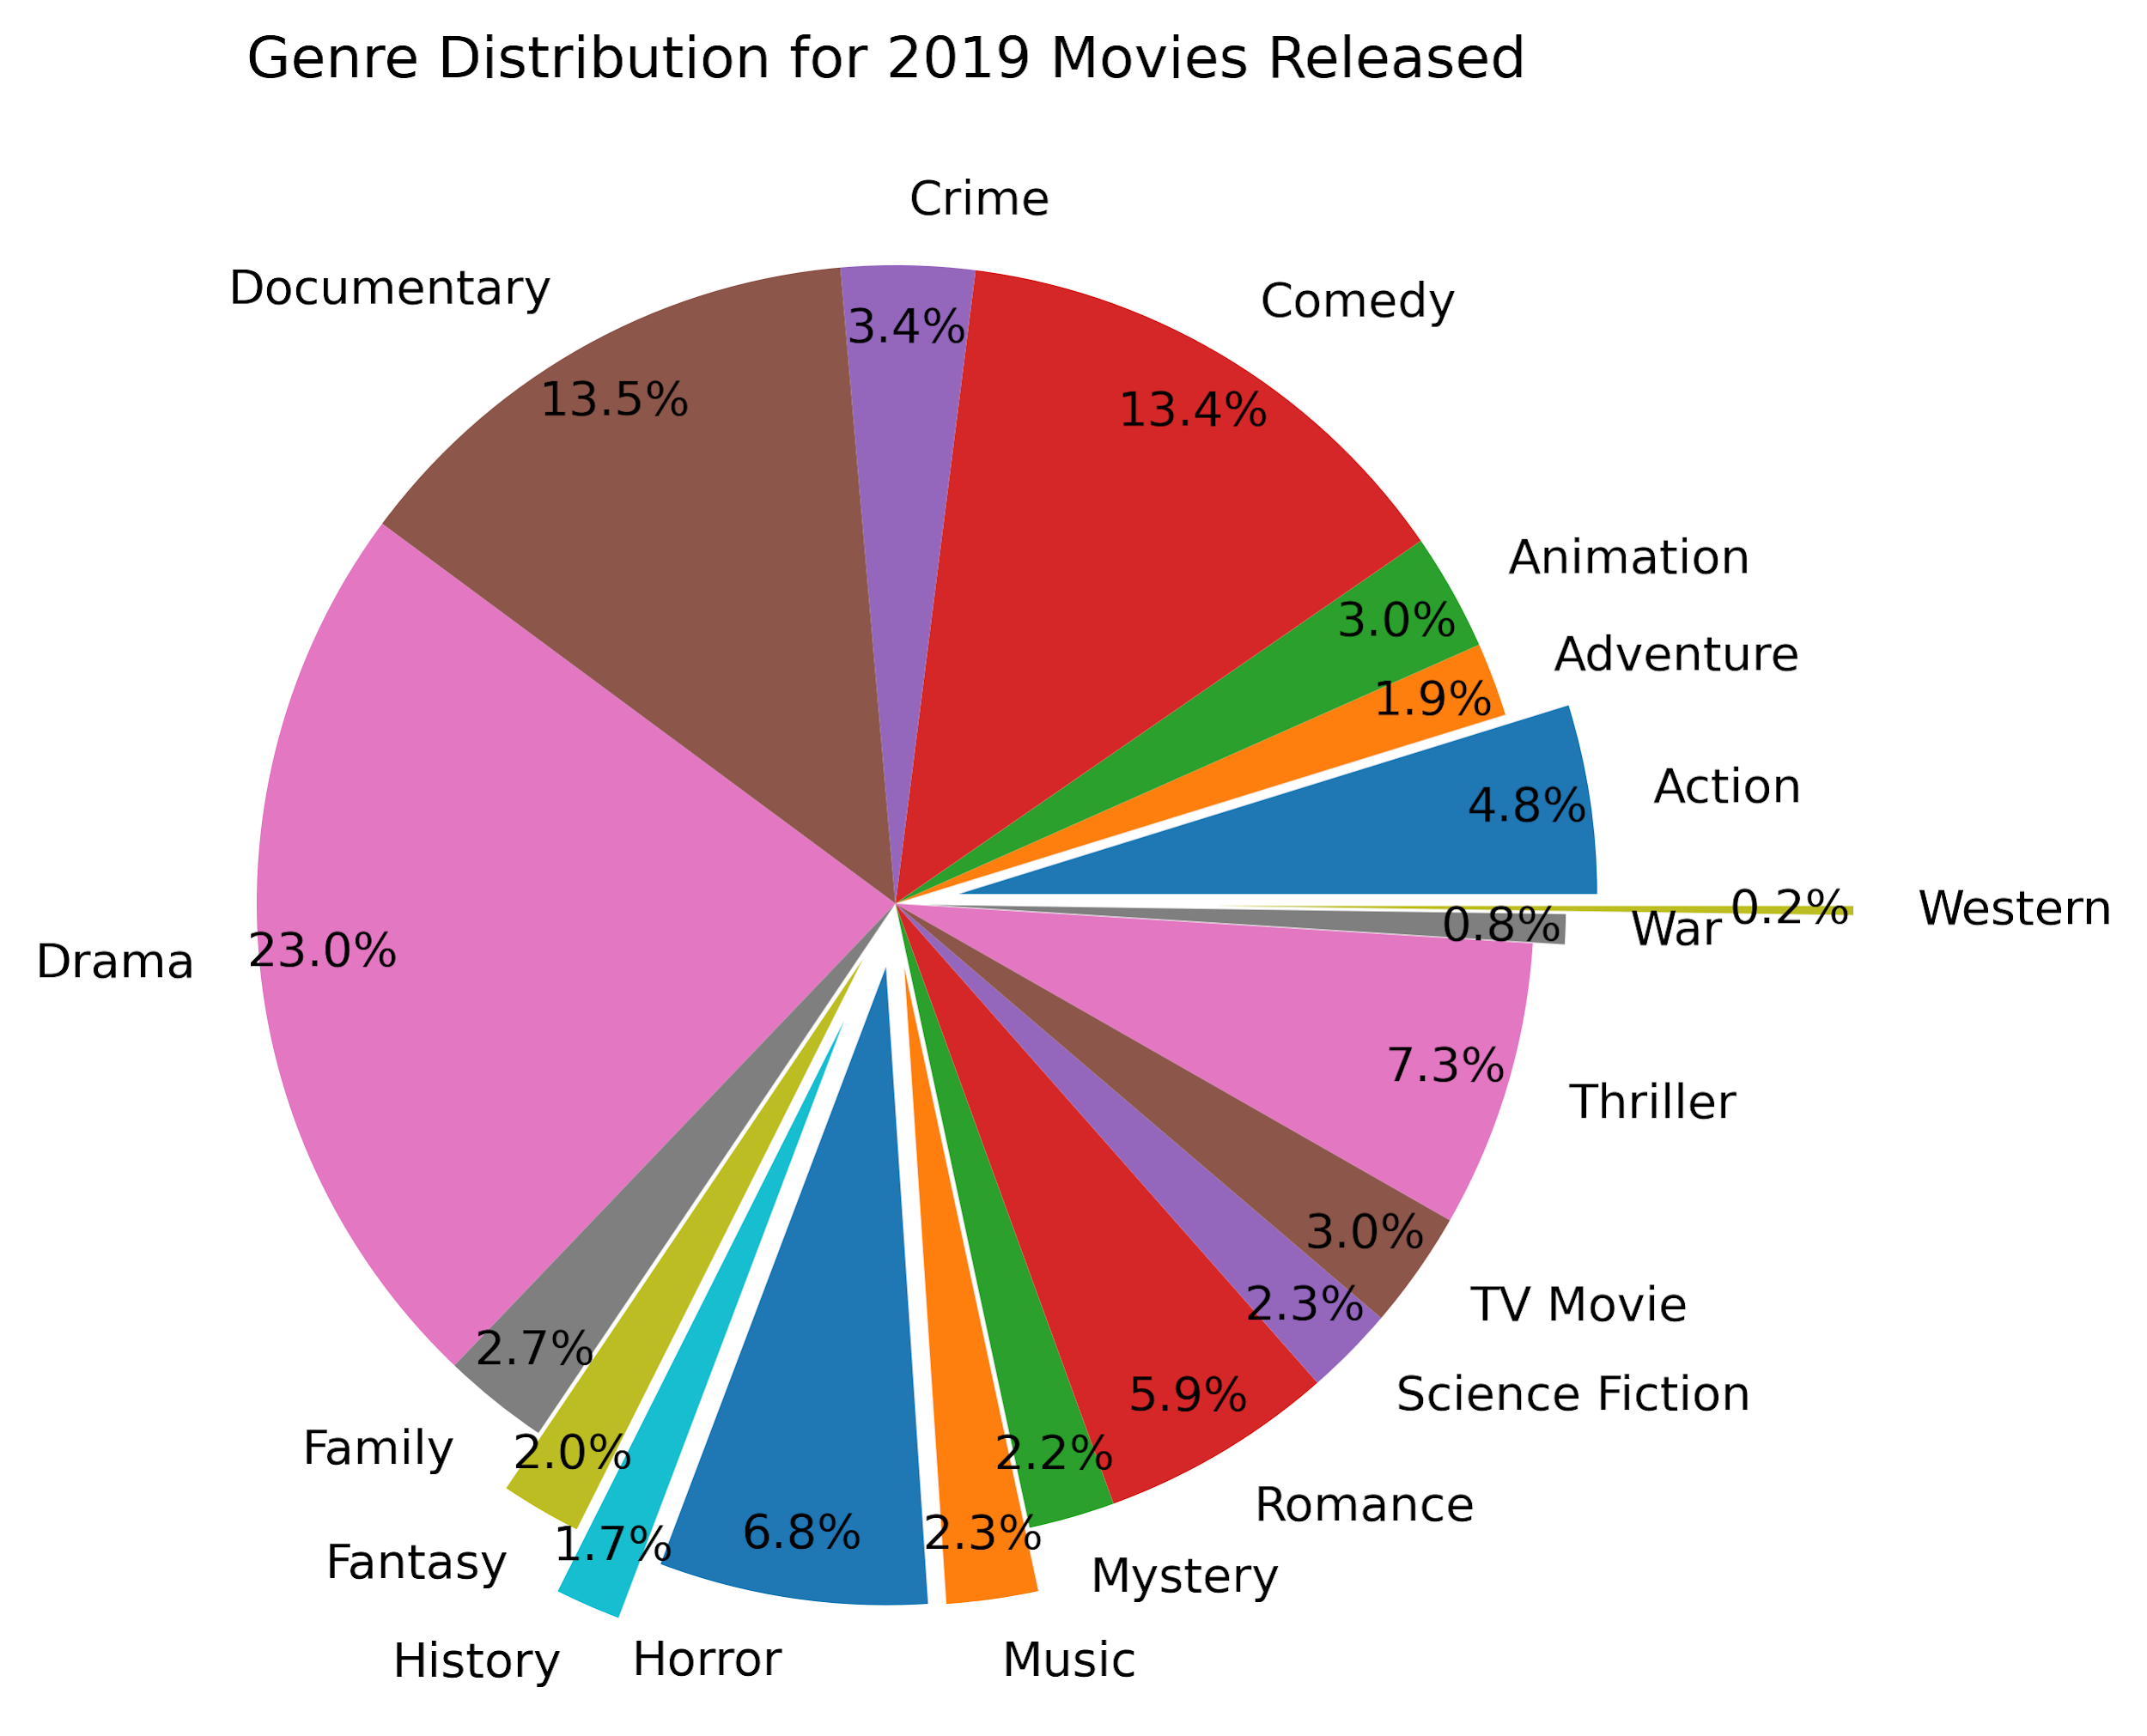 Genre Distribution for 2019 Movies Released
Crime
Documentary
Comedy
3.4%
13.5%
13.4%
Animation
3.0%
Adventure
1.9%
Action
4.8%
Western
0.2%
War
0.8%
Drama
23.0%
7.3%
Thriller
3.0%
TV Movie
2.3%
Science Fiction
5.9%
Romance
2.2%
Mystery
2.3%
Music
6.8%
Horror
1.7%
History
2.0%
Fantasy
2.7%
Family